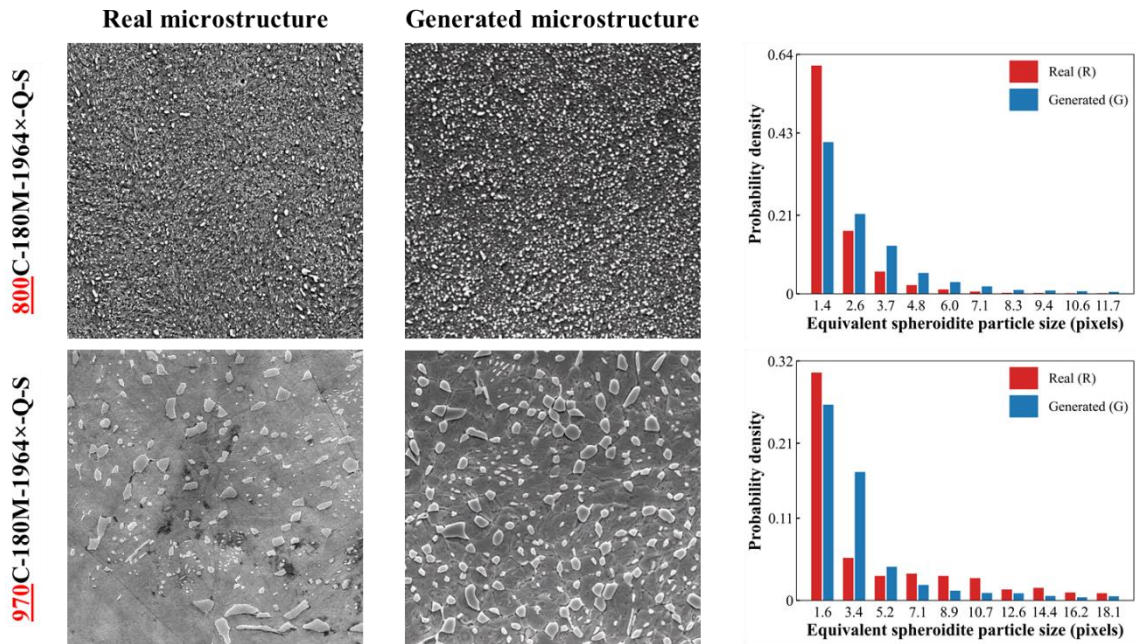 Real microstructure
Generated microstructure
800C-180M-1964×-Q-S
0.64
0.43
0.21
0
Probability density
Real (R)
Generated (G)
1.4 2.6 3.7 4.8 6.0 7.1 8.3 9.4 10.6 11.7
Equivalent spheroidite particle size (pixels)
970C-180M-1964×-Q-S
0.32
0.21
0.11
0
Probability density
Real (R)
Generated (G)
1.6 3.4 5.2 7.1 8.9 10.7 12.6 14.4 16.2 18.1
Equivalent spheroidite particle size (pixels)